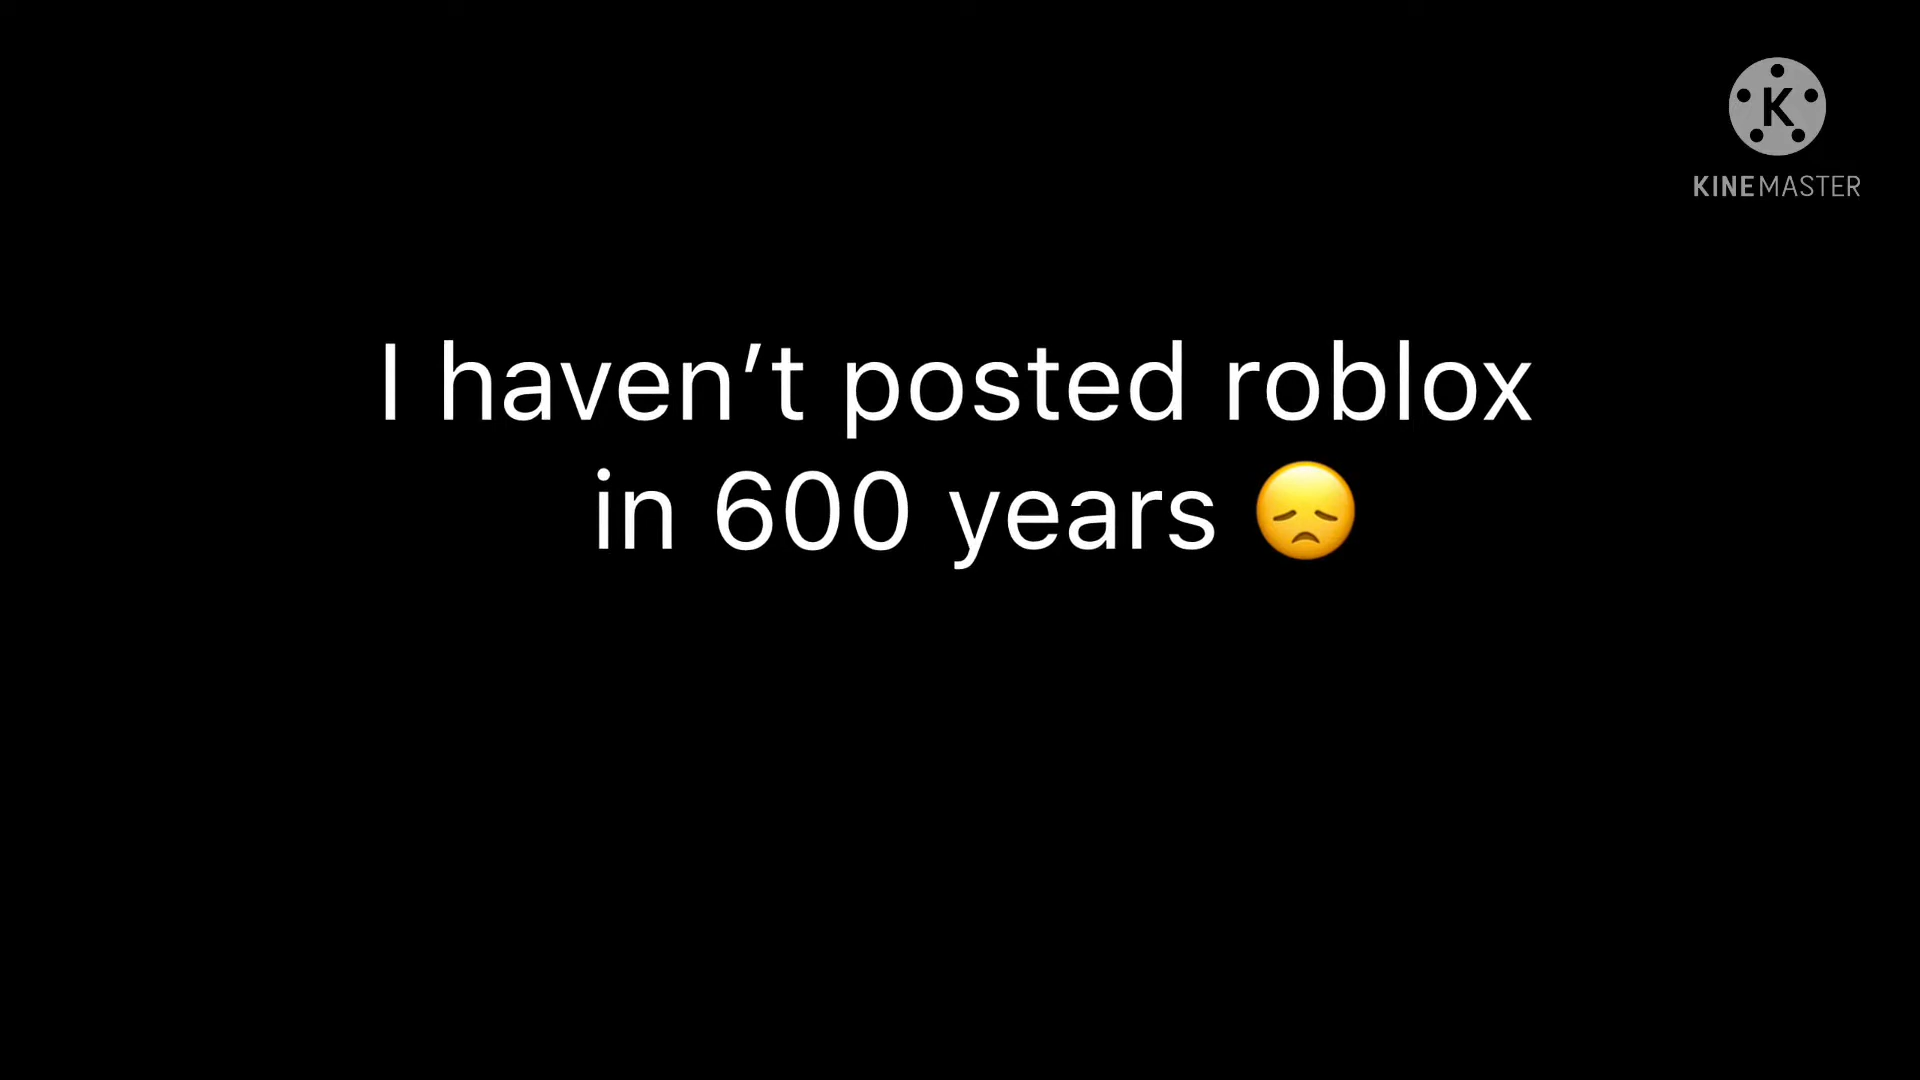 K
KINEMASTER
I haven’t posted roblox
in 600 years 😞